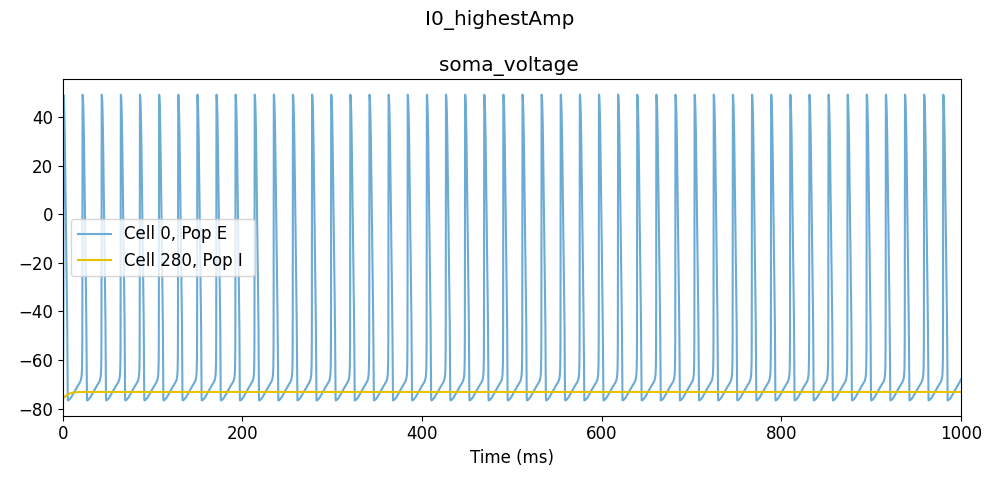 I0_highestAmp
soma_voltage
40
20
0
−20
−40
−60
−80
Cell 0, Pop E
Cell 280, Pop I
0 200 400 600 800 1000
Time (ms)